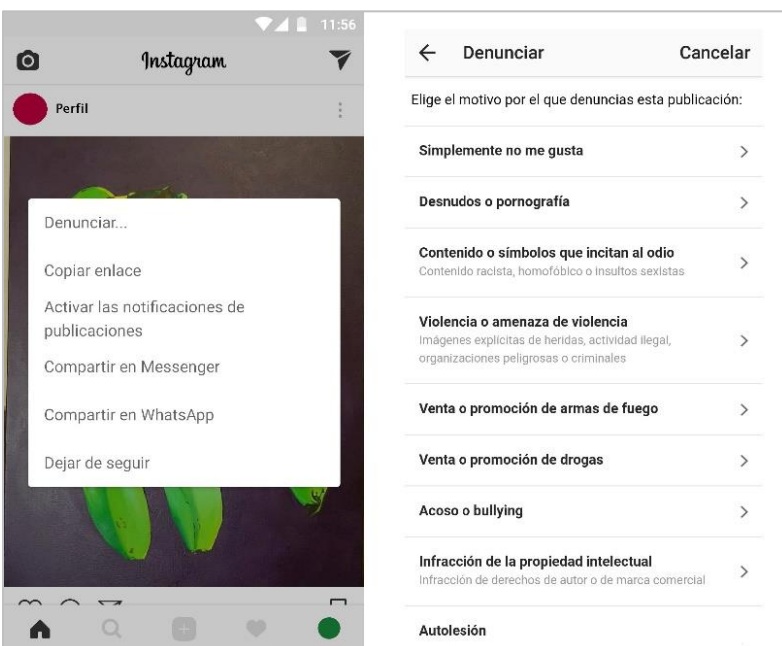 11:56
Instagram
Perfil
Denunciar...
Copiar enlace
Activar las notificaciones de
publicaciones
Compartir en Messenger
Compartir en WhatsApp
Dejar de seguir
Denunciar Cancelar
Elige el motivo por el que denuncias esta publicación:
Simplemente no me gusta
Desnudos o pornografía
Contenido o símbolos que incitan al odio
Contenido racista, homofóbico o insultos sexistas
Violencia o amenaza de violencia
Imágenes explícitas de heridas, actividad ilegal,
organizaciones peligrosas o criminales
Venta o promoción de armas de fuego
Venta o promoción de drogas
Acoso o bullying
Infracción de la propiedad intelectual
Infracción de derechos de autor o de marca comercial
Autolesión